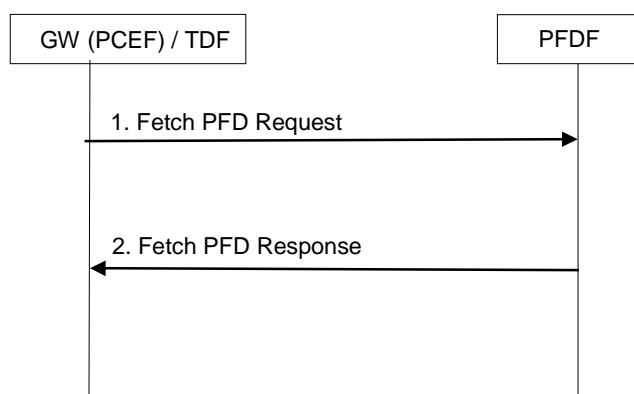 GW (PCEF) / TDF
PFDF
1. Fetch PFD Request
2. Fetch PFD Response